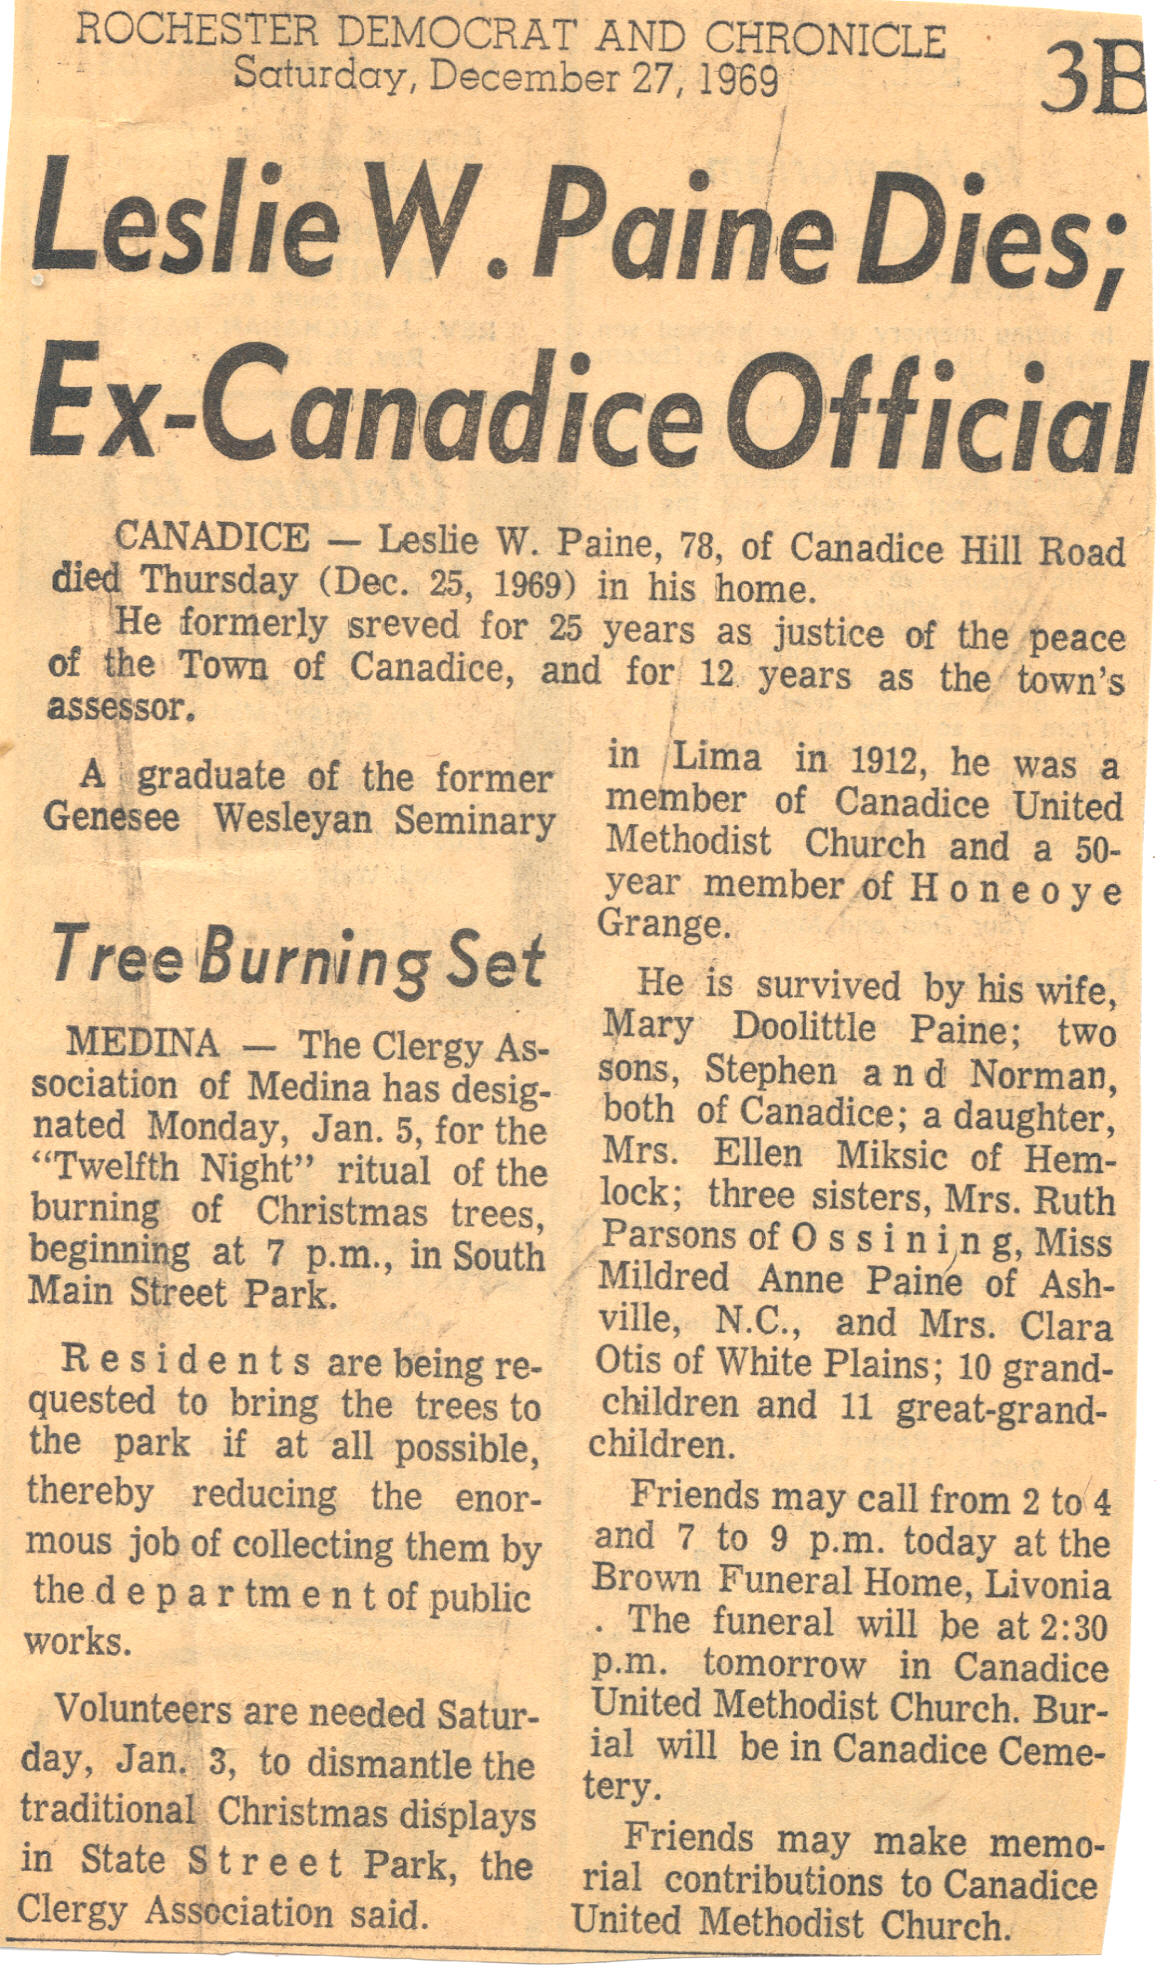 ROCHESTER DEMOCRAT AND CHRONICLE
Saturday, December 27, 1969
3B
Leslie W. Paine Dies;
Ex-Canadice Official
CANADICE — Leslie W. Paine, 78, of Canadice Hill Road
died Thursday (Dec. 25, 1969) in his home.
He formerly sreved for 25 years as justice of the peace
of the Town of Canadice, and for 12 years as the town's
assessor.
A graduate of the former
Genesee Wesleyan Seminary
in Lima in 1912, he was a
member of Canadice United
Methodist Church and a 50-
year member of Honeoye
Grange.
He is survived by his wife,
Mary Doolittle Paine; two
sons, Stephen and Norman,
both of Canadice; a daughter,
Mrs. Ellen Miksic of Hem-
lock; three sisters, Mrs. Ruth
Parsons of Ossining, Miss
Mildred Anne Paine of Ash-
ville, N.C., and Mrs. Clara
Otis of White Plains; 10 grand-
children and 11 great-grand-
children.
Friends may call from 2 to 4
and 7 to 9 p.m. today at the
Brown Funeral Home, Livonia
. The funeral will be at 2:30
p.m. tomorrow in Canadice
United Methodist Church. Bur-
ial will be in Canadice Ceme-
tery.
Friends may make memo-
rial contributions to Canadice
United Methodist Church.
Tree Burning Set
MEDINA — The Clergy As-
sociation of Medina has desig-
nated Monday, Jan. 5, for the
“Twelfth Night” ritual of the
burning of Christmas trees,
beginning at 7 p.m., in South
Main Street Park.
Residents are being re-
quested to bring the trees to
the park if at all possible,
thereby reducing the enor-
mous job of collecting them by
the department of public
works.
Volunteers are needed Satur-
day, Jan. 3, to dismantle the
traditional Christmas displays
in State Street Park, the
Clergy Association said.